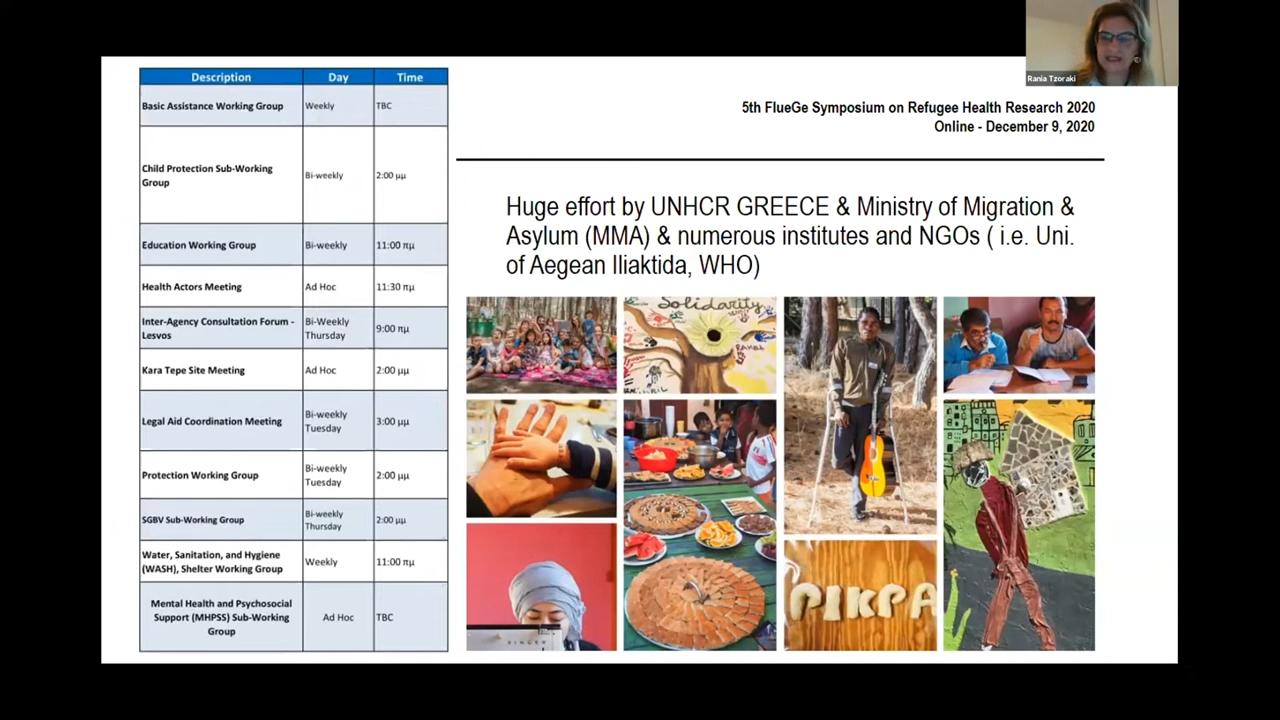 Rania Tzoraki
Description Day Time
Basic Assistance Working Group Weekly TBC
Child Protection Sub-Working
Group Bi-weekly 2:00 μμ
Education Working Group Bi-weekly 11:00 πμ
Health Actors Meeting Ad Hoc 11:30 πμ
Inter-Agency Consultation Forum -
Lesvos
Bi-Weekly
Thursday
9:00 πμ
Kara Tepe Site Meeting Ad Hoc 2:00 μμ
Legal Aid Coordination Meeting
Bi-weekly
Tuesday
3:00 μμ
Protection Working Group
Bi-weekly
Tuesday
2:00 μμ
SGBV Sub-Working Group
Bi-weekly
Thursday
2:00 μμ
Water, Sanitation, and Hygiene
(WASH), Shelter Working Group
Weekly
11:00 πμ
Mental Health and Psychosocial
Support (MHPSS) Sub-Working
Group
Ad Hoc
TBC
5th FlueGe Symposium on Refugee Health Research 2020
Online - December 9, 2020
Huge effort by UNHCR GREECE & Ministry of Migration &
Asylum (MMA) & numerous institutes and NGOs ( i.e. Uni.
of Aegean Iliaktida, WHO)
Solidarity
SINGER
PIKPA